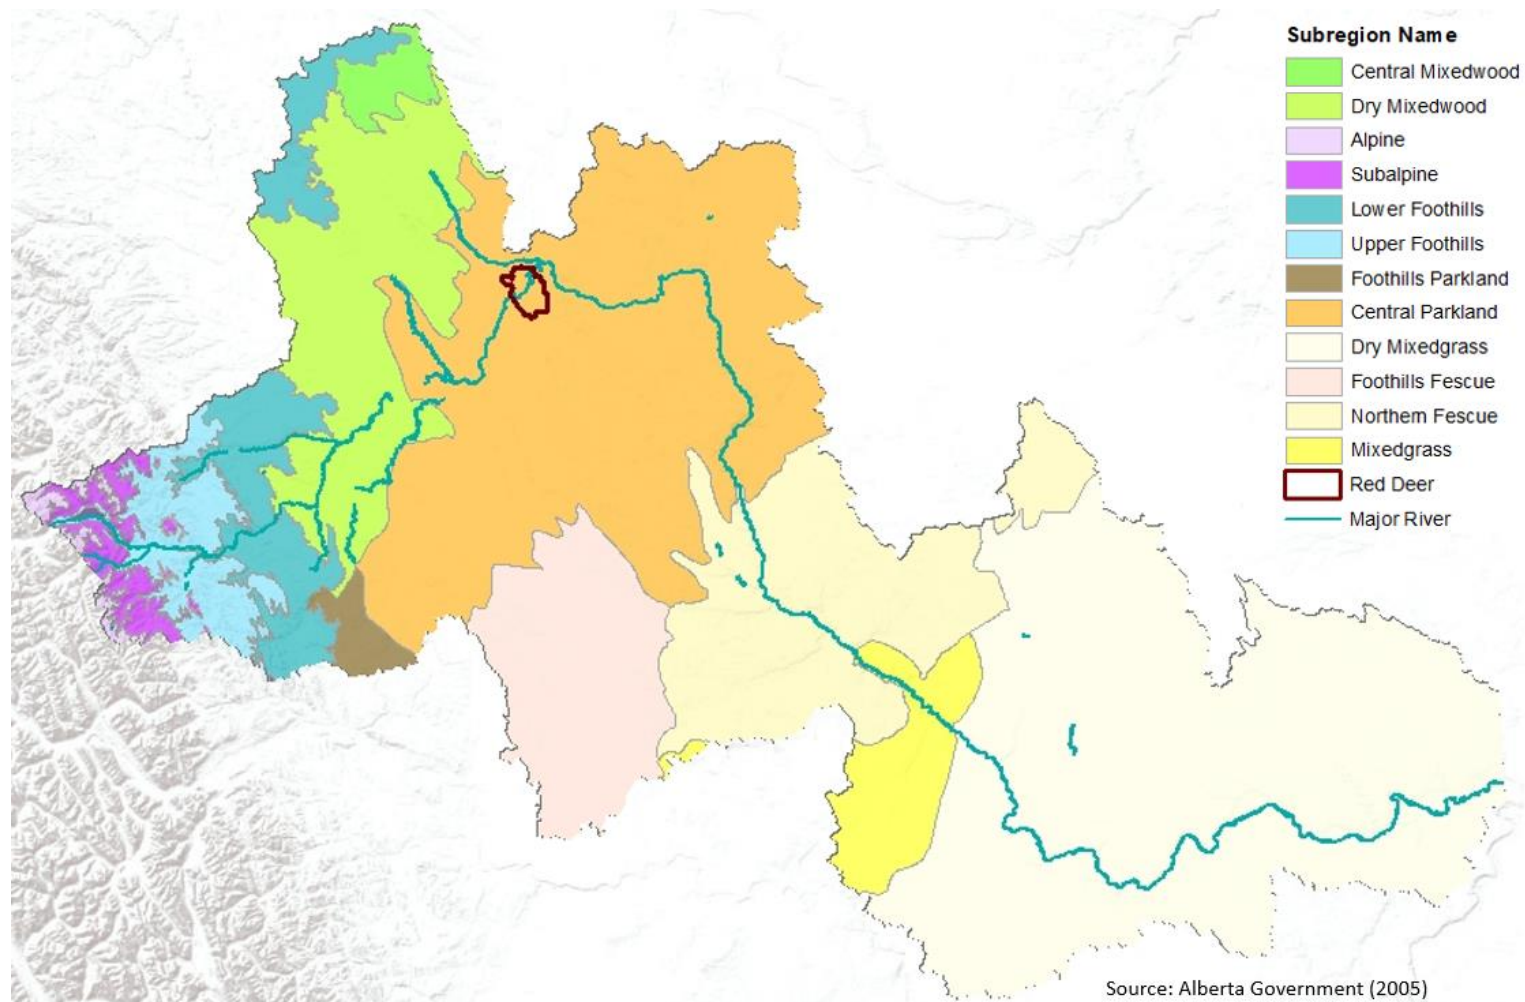 Subregion Name
Central Mixedwood
Dry Mixedwood
Alpine
Subalpine
Lower Foothills
Upper Foothills
Foothills Parkland
Central Parkland
Dry Mixedgrass
Foothills Fescue
Northern Fescue
Mixedgrass
Red Deer
Major River
Source: Alberta Government (2005)